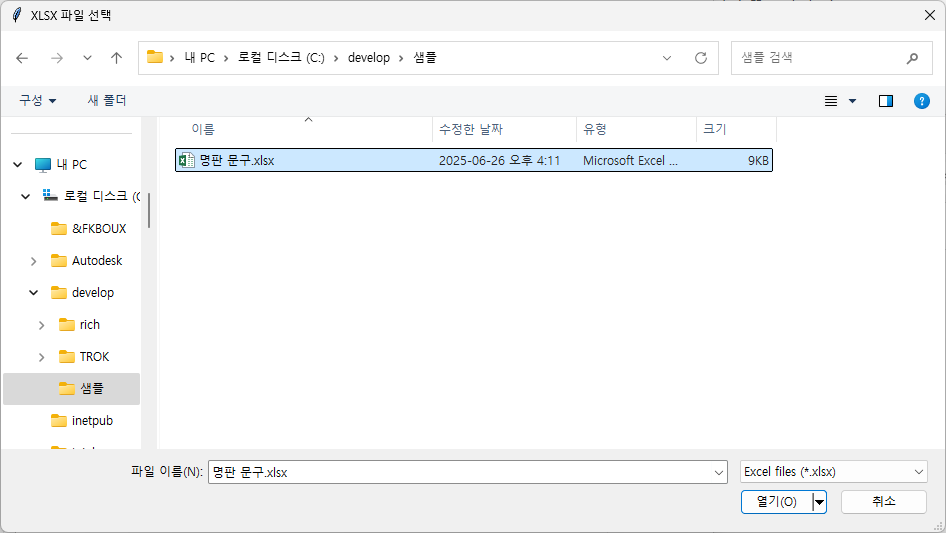 XLSX 파일 선택
내 PC 로컬 디스크 (C:) develop 샘플
샘플 검색
구성 새 폴더
이름 수정한 날짜 유형 크기
명판 문구.xlsx 2025-06-26 오후 4:11 Microsoft Excel ... 9KB
내 PC
로컬 디스크 (C
&FKBOUX
Autodesk
develop
rich
TROK
샘플
inetpub
파일 이름(N): 명판 문구.xlsx Excel files (*.xlsx)
열기(O) 취소